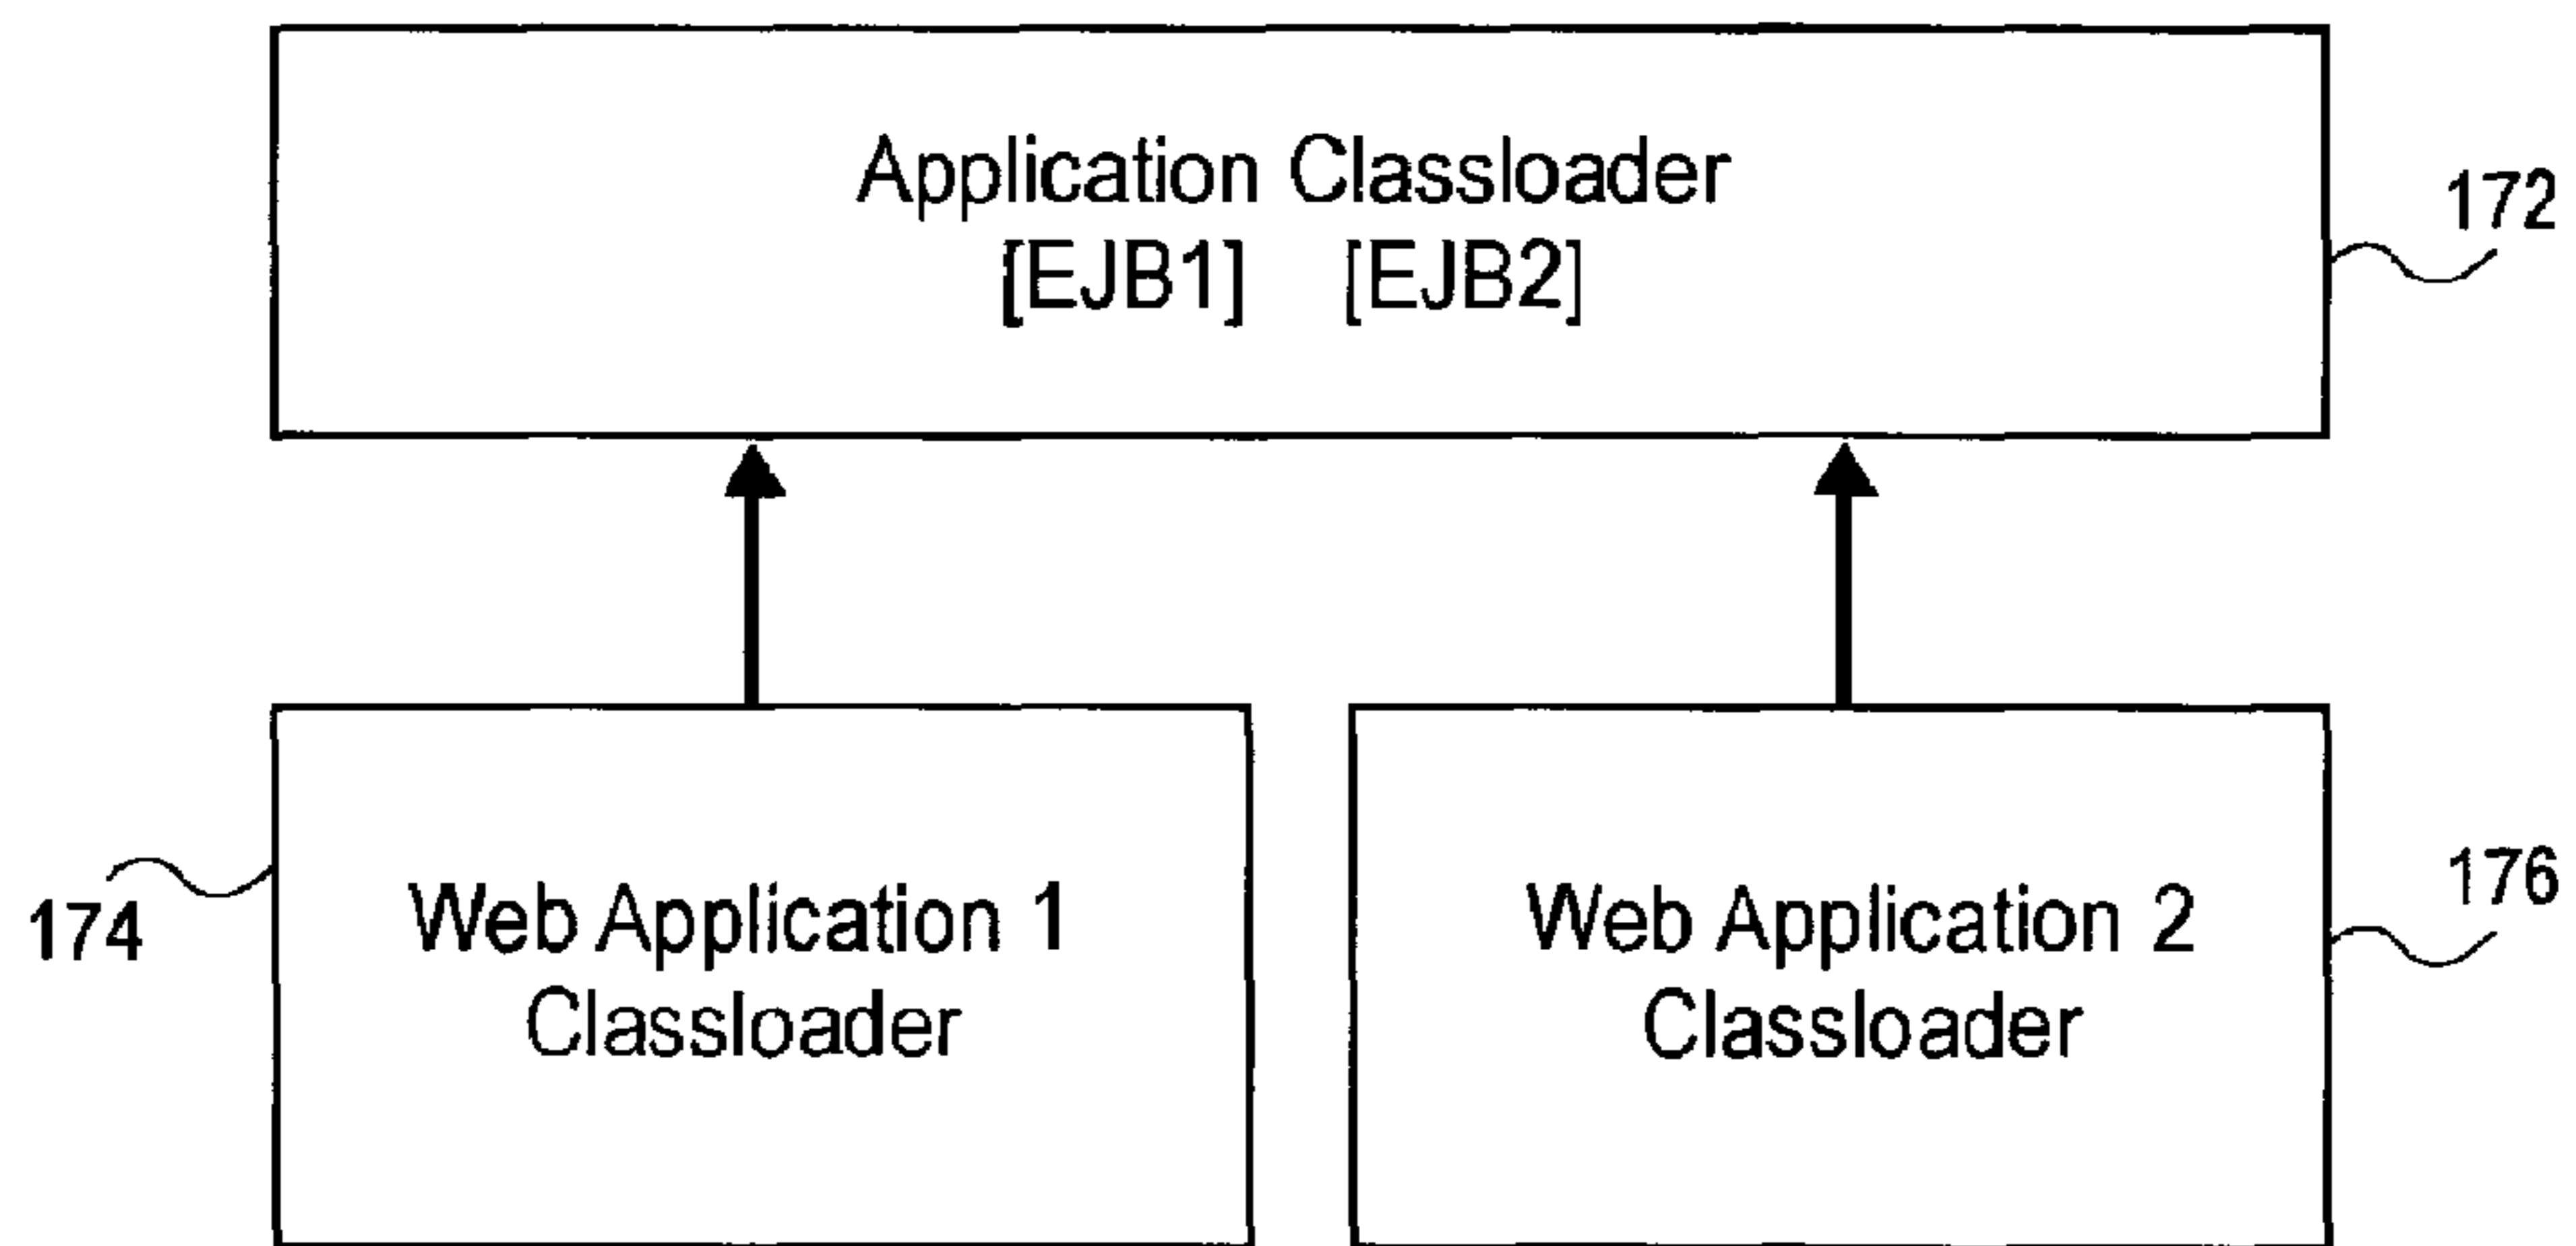 Application Classloader
[EJB1] [EJB2]
172
174
Web Application 1
Classloader
Web Application 2
Classloader
176